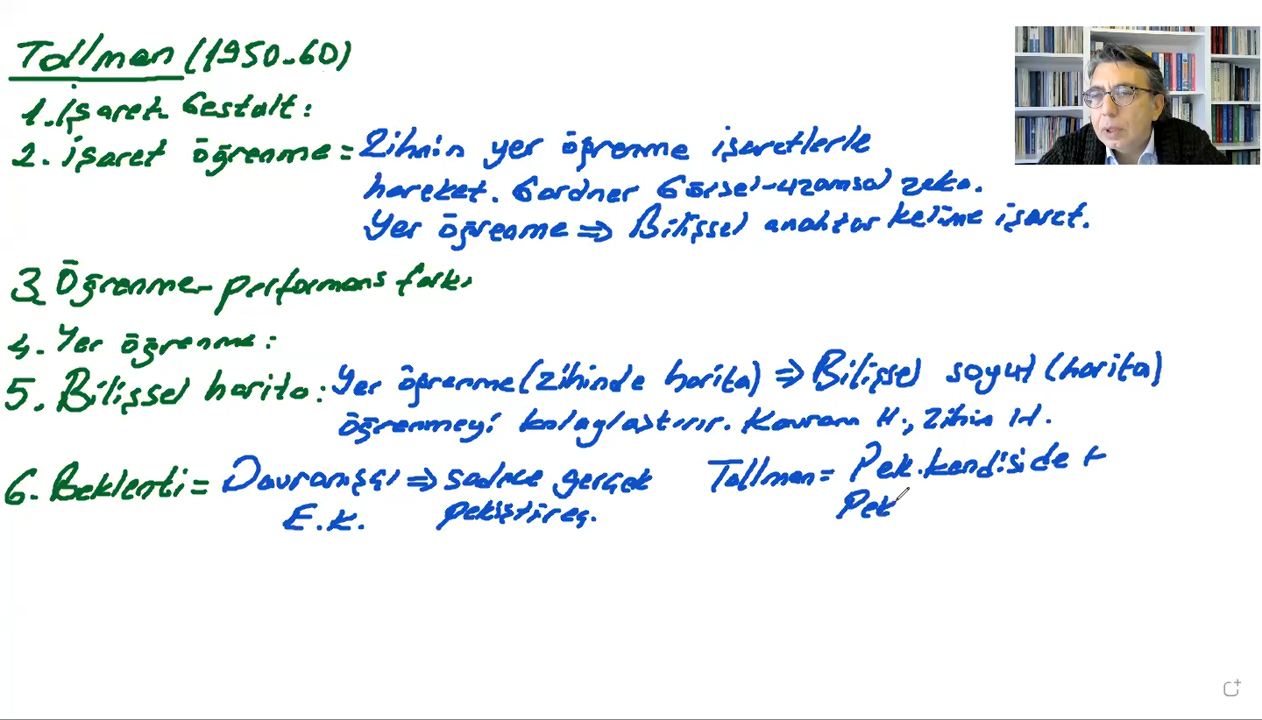 Tollman (1950-60)
1. İşaret-Gestalt:
2. işaret öğrenme = Zihnin yer öğrenme işaretlerle
hareket. Gardner Görsel-uzamsal zeka.
Yer öğrenme ⇒ Bilişsel anahtar kelime işaret.
3. Öğrenme-performans farkı
4. Yer öğrenme:
5. Bilişsel harita: Yer öğrenme (zihinde harita) ⇒ Bilişsel soyut (harita)
öğrenmeyi kolaylaştırır. Kavram H., Zihin H.
6. Beklenti = Davranışçı ⇒ sadece gerçek Tollman = Pek. kendiside +
E.K. pekiştireç. Pek